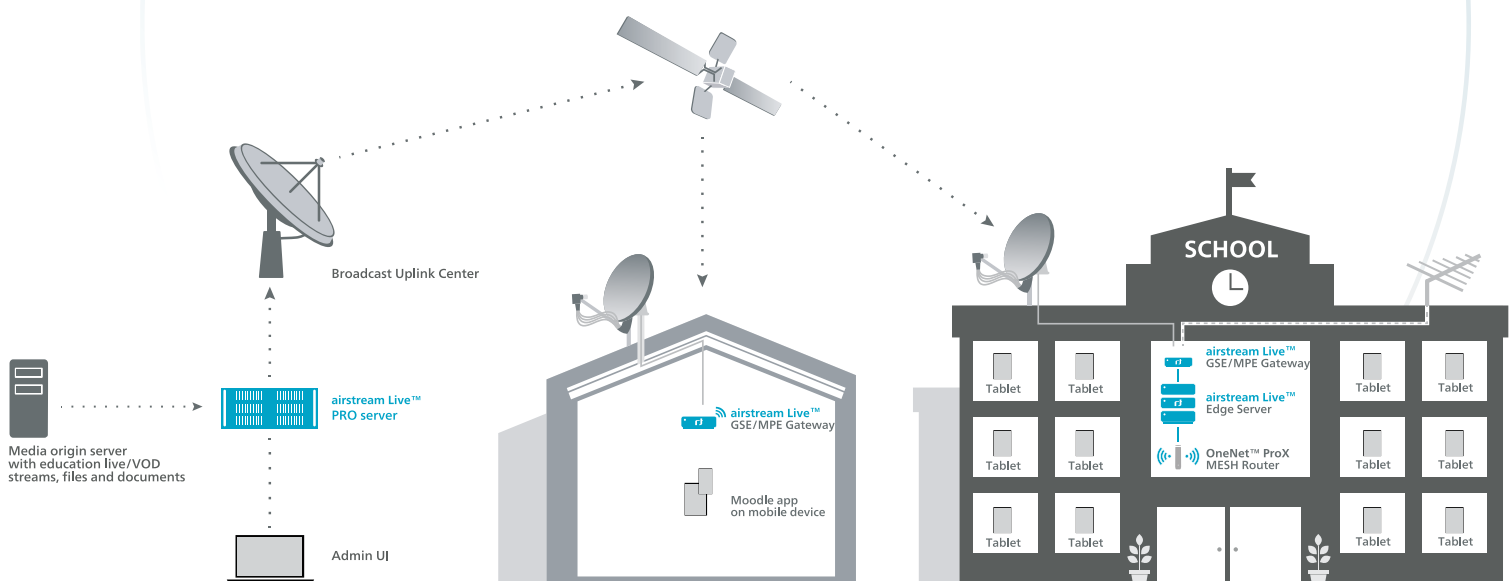 Broadcast Uplink Center
airstream Live™
PRO server
Media origin server
with education live/VOD
streams, files and documents
Admin UI
airstream Live™
GSE/MPE Gateway
Moodle app
on mobile device
SCHOOL
airstream Live™
GSE/MPE Gateway
airstream Live™
Edge Server
OneNet™ ProX
MESH Router
Tablet
Tablet
Tablet
Tablet
Tablet
Tablet
Tablet
Tablet
Tablet
Tablet
Tablet
Tablet